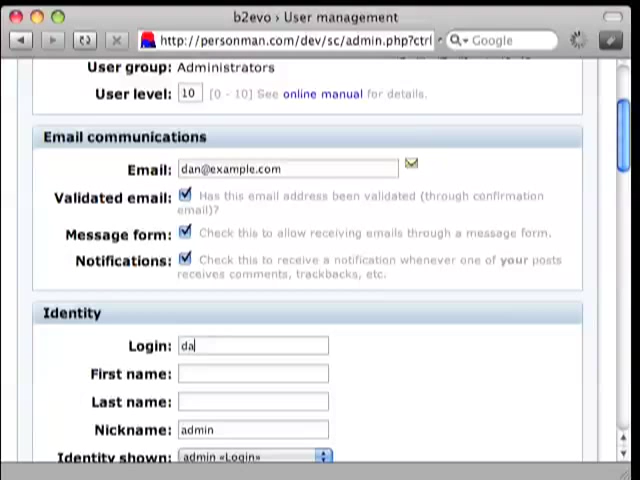 b2evo › User management
http://personman.com/dev/sc/admin.php?ctrl
Google
User group: Administrators
User level: 10 [0 - 10] See online manual for details.
Email communications
Email: dan@example.com
Validated email: Has this email address been validated (through confirmation
email)?
Message form: Check this to allow receiving emails through a message form.
Notifications: Check this to receive a notification whenever one of your posts
receives comments, trackbacks, etc.
Identity
Login: da
First name:
Last name:
Nickname: admin
Identity shown: admin «Login»